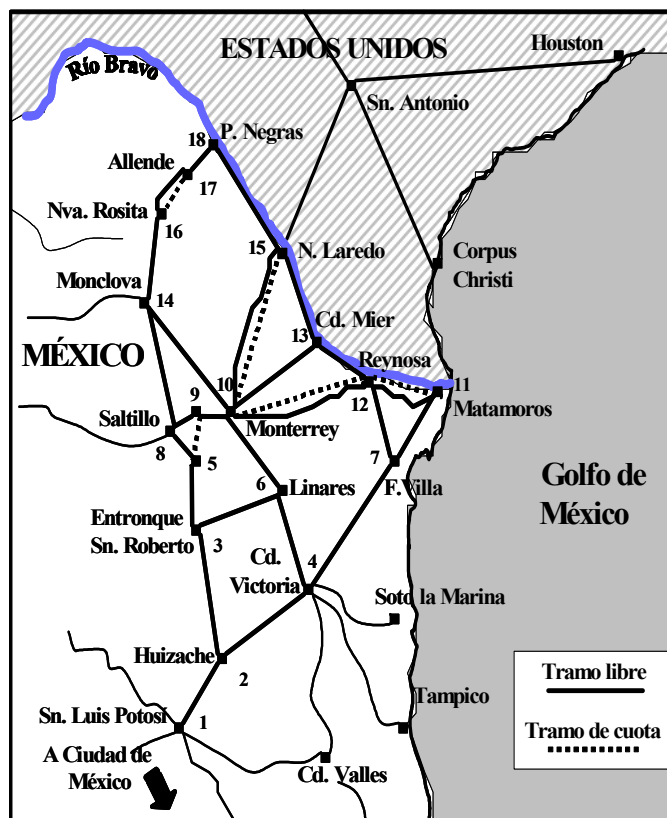 ESTADOS UNIDOS
Houston
Río Bravo
Sn. Antonio
18
P. Negras
Allende
17
Nva. Rosita
16
15
N. Laredo
Corpus
Christi
Monclova
14
Cd. Mier
13
MÉXICO
Reynosa
10
9
11
12
Matamoros
Saltillo
Monterrey
8
5
7
6
Linares
F. Villa
Golfo de
México
Entronque
Sn. Roberto
3
Cd.
Victoria
4
Soto la Marina
Huizache
2
Tramo libre
Sn. Luis Potosí
1
Tampico
Tramo de cuota
A Ciudad de
México
Cd. Valles